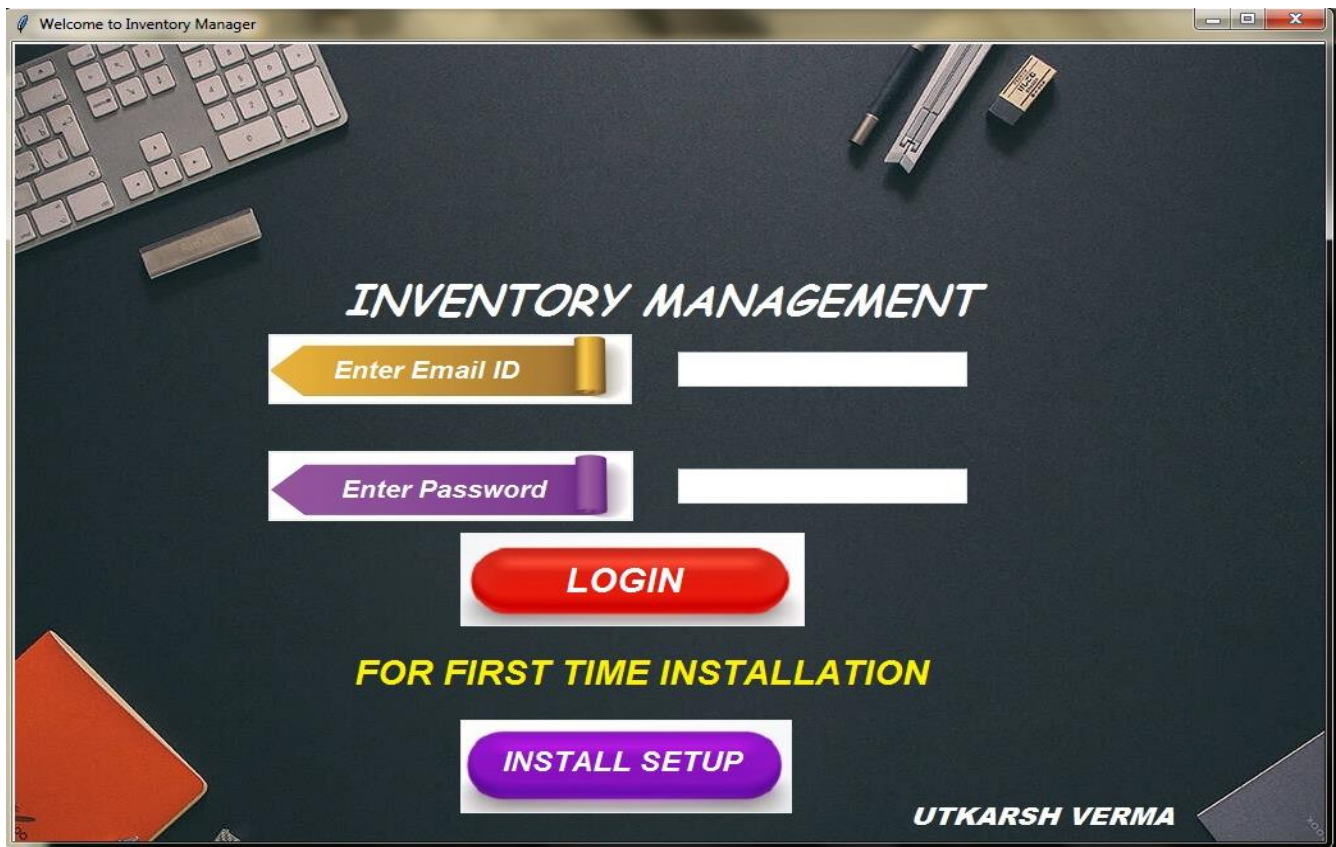 Welcome to Inventory Manager
INVENTORY MANAGEMENT
Enter Email ID
Enter Password
LOGIN
FOR FIRST TIME INSTALLATION
INSTALL SETUP
UTKARSH VERMA